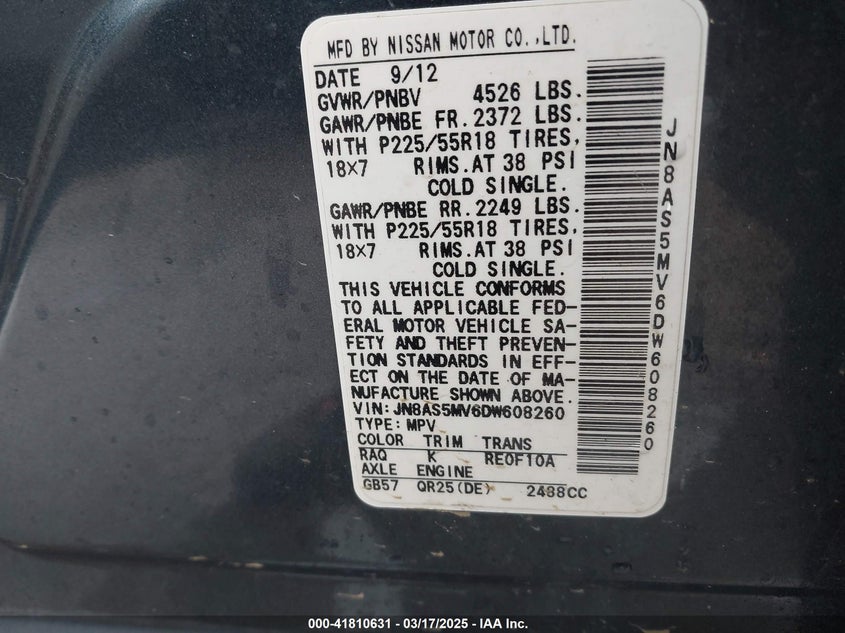 MFD BY NISSAN MOTOR CO.,LTD.
DATE 9/12
GVWR/PNBV 4526 LBS.
GAWR/PNBE FR.2372 LBS.
WITH P225/55R18 TIRES,
18X7 RIMS.AT 38 PSI
COLD SINGLE.
GAWR/PNBE RR.2249 LBS.
WITH P225/55R18 TIRES,
18X7 RIMS.AT 38 PSI
COLD SINGLE.
THIS VEHICLE CONFORMS
TO ALL APPLICABLE FED-
ERAL MOTOR VEHICLE SA-
FETY AND THEFT PREVEN-
TION STANDARDS IN EFF-
ECT ON THE DATE OF MA-
NUFACTURE SHOWN ABOVE.
VIN: JN8AS5MV6DW608260
TYPE: MPV
COLOR TRIM TRANS
RAQ K RE0F10A
AXLE ENGINE
GB57 QR25(DE) 2488CC
JN8AS5MV6DW608260
000-41810631 - 03/17/2025 - IAA Inc.